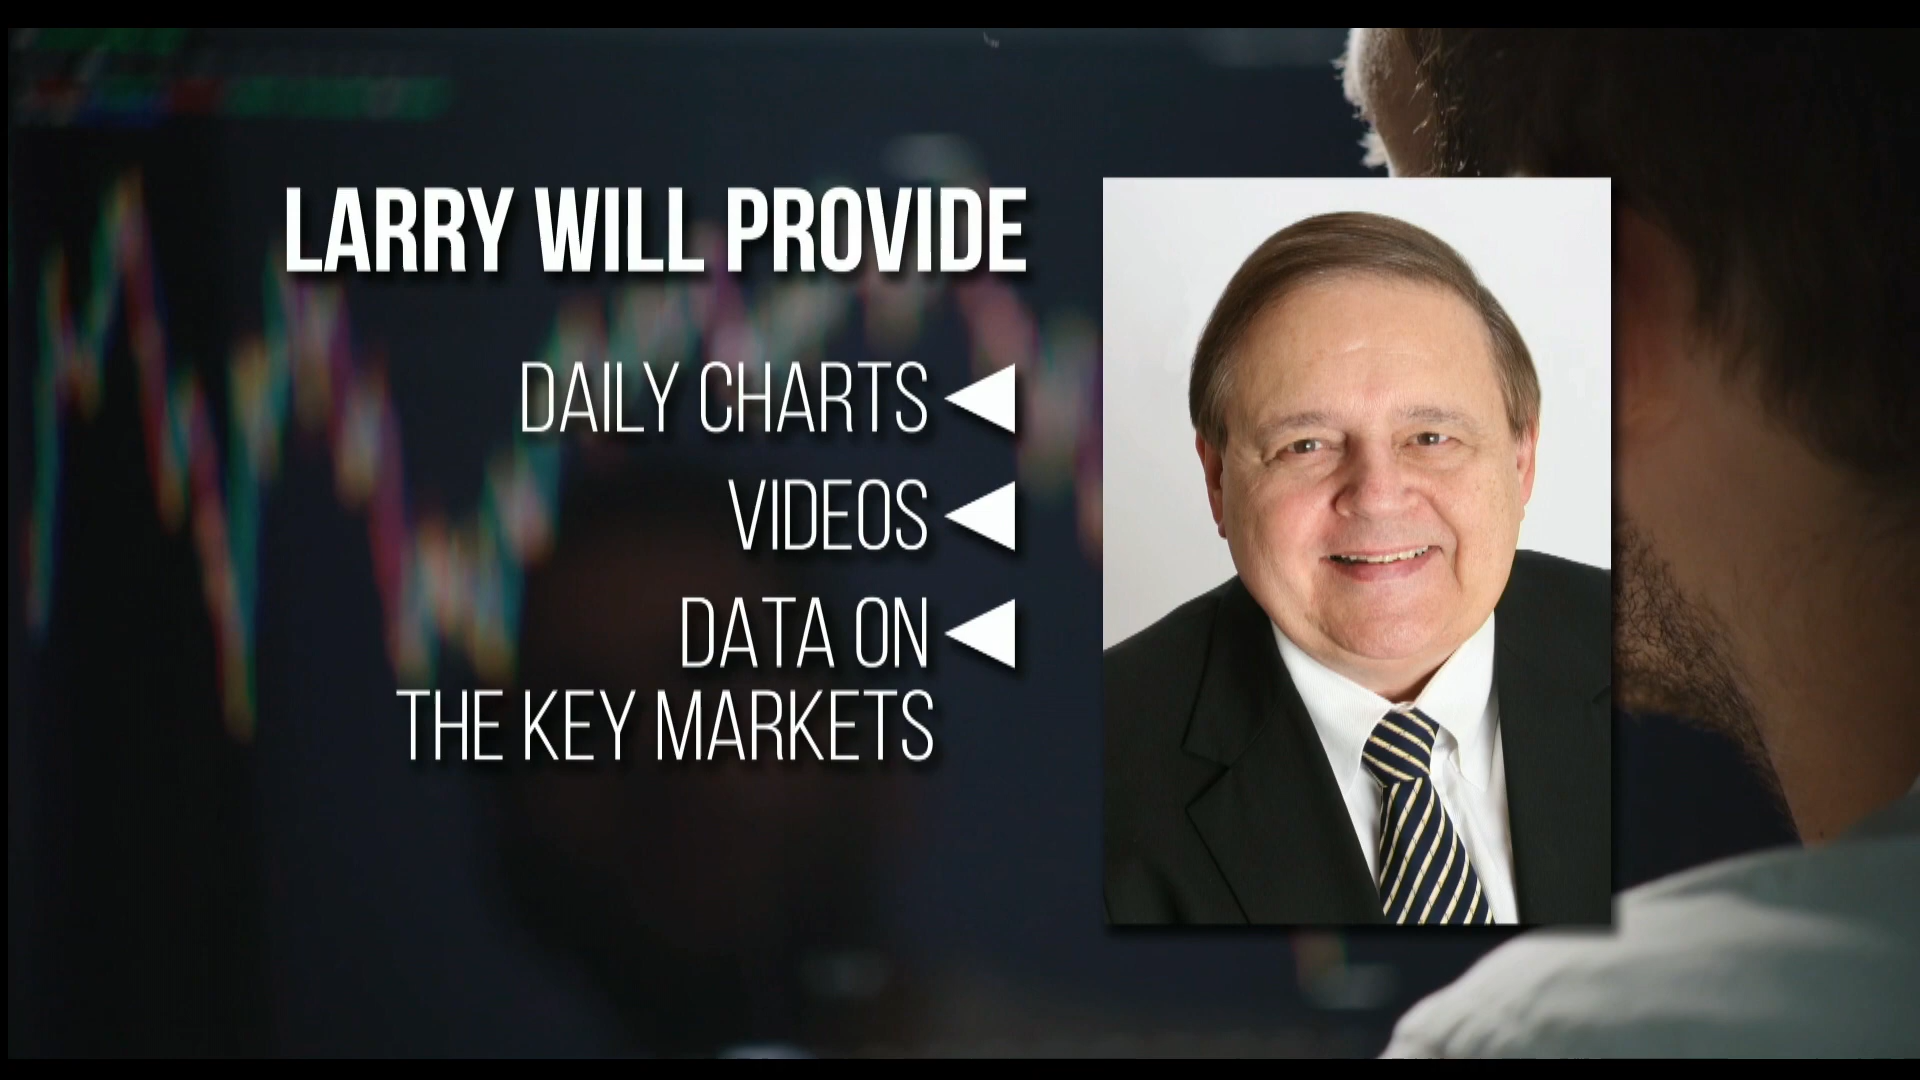 LARRY WILL PROVIDE
DAILY CHARTS
VIDEOS
DATA ON
THE KEY MARKETS